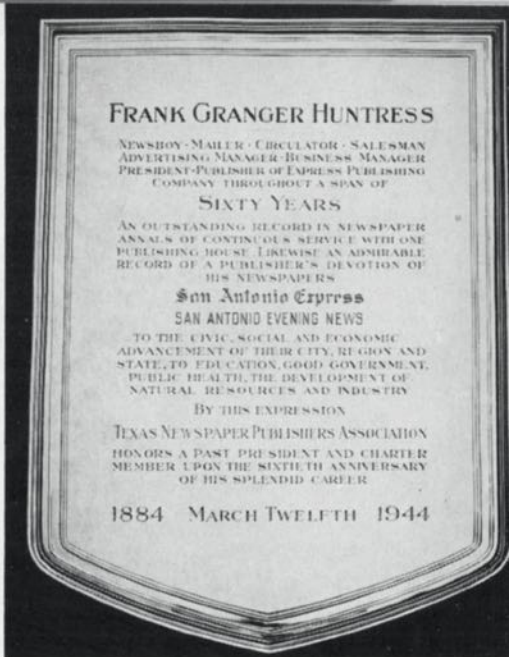 FRANK GRANGER HUNTRESS
NEWSBOY · MAILER · CIRCULATOR · SALESMAN
ADVERTISING MANAGER · BUSINESS MANAGER
PRESIDENT-PUBLISHER OF EXPRESS PUBLISHING
COMPANY THROUGHOUT A SPAN OF
SIXTY YEARS
AN OUTSTANDING RECORD IN NEWSPAPER
ANNALS OF CONTINUOUS SERVICE WITH ONE
PUBLISHING HOUSE. LIKEWISE AN ADMIRABLE
RECORD OF A PUBLISHER'S DEVOTION OF
HIS NEWSPAPERS
San Antonio Express
SAN ANTONIO EVENING NEWS
TO THE CIVIC, SOCIAL AND ECONOMIC
ADVANCEMENT OF THEIR CITY, REGION AND
STATE, TO EDUCATION, GOOD GOVERNMENT,
PUBLIC HEALTH, THE DEVELOPMENT OF
NATURAL RESOURCES AND INDUSTRY
BY THIS EXPRESSION
TEXAS NEWSPAPER PUBLISHERS ASSOCIATION
HONORS A PAST PRESIDENT AND CHARTER
MEMBER UPON THE SIXTIETH ANNIVERSARY
OF HIS SPLENDID CAREER
1884 MARCH TWELFTH 1944